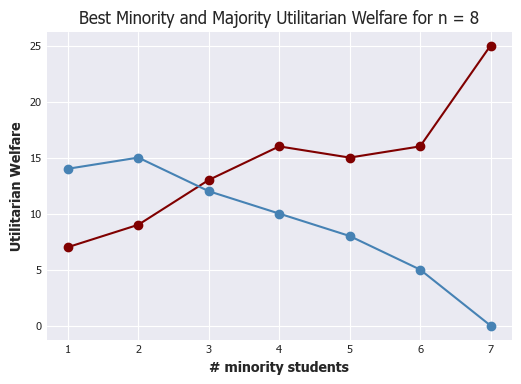 Best Minority and Majority Utilitarian Welfare for n = 8
25
20
15
10
5
0
Utilitarian Welfare
1 2 3 4 5 6 7
# minority students